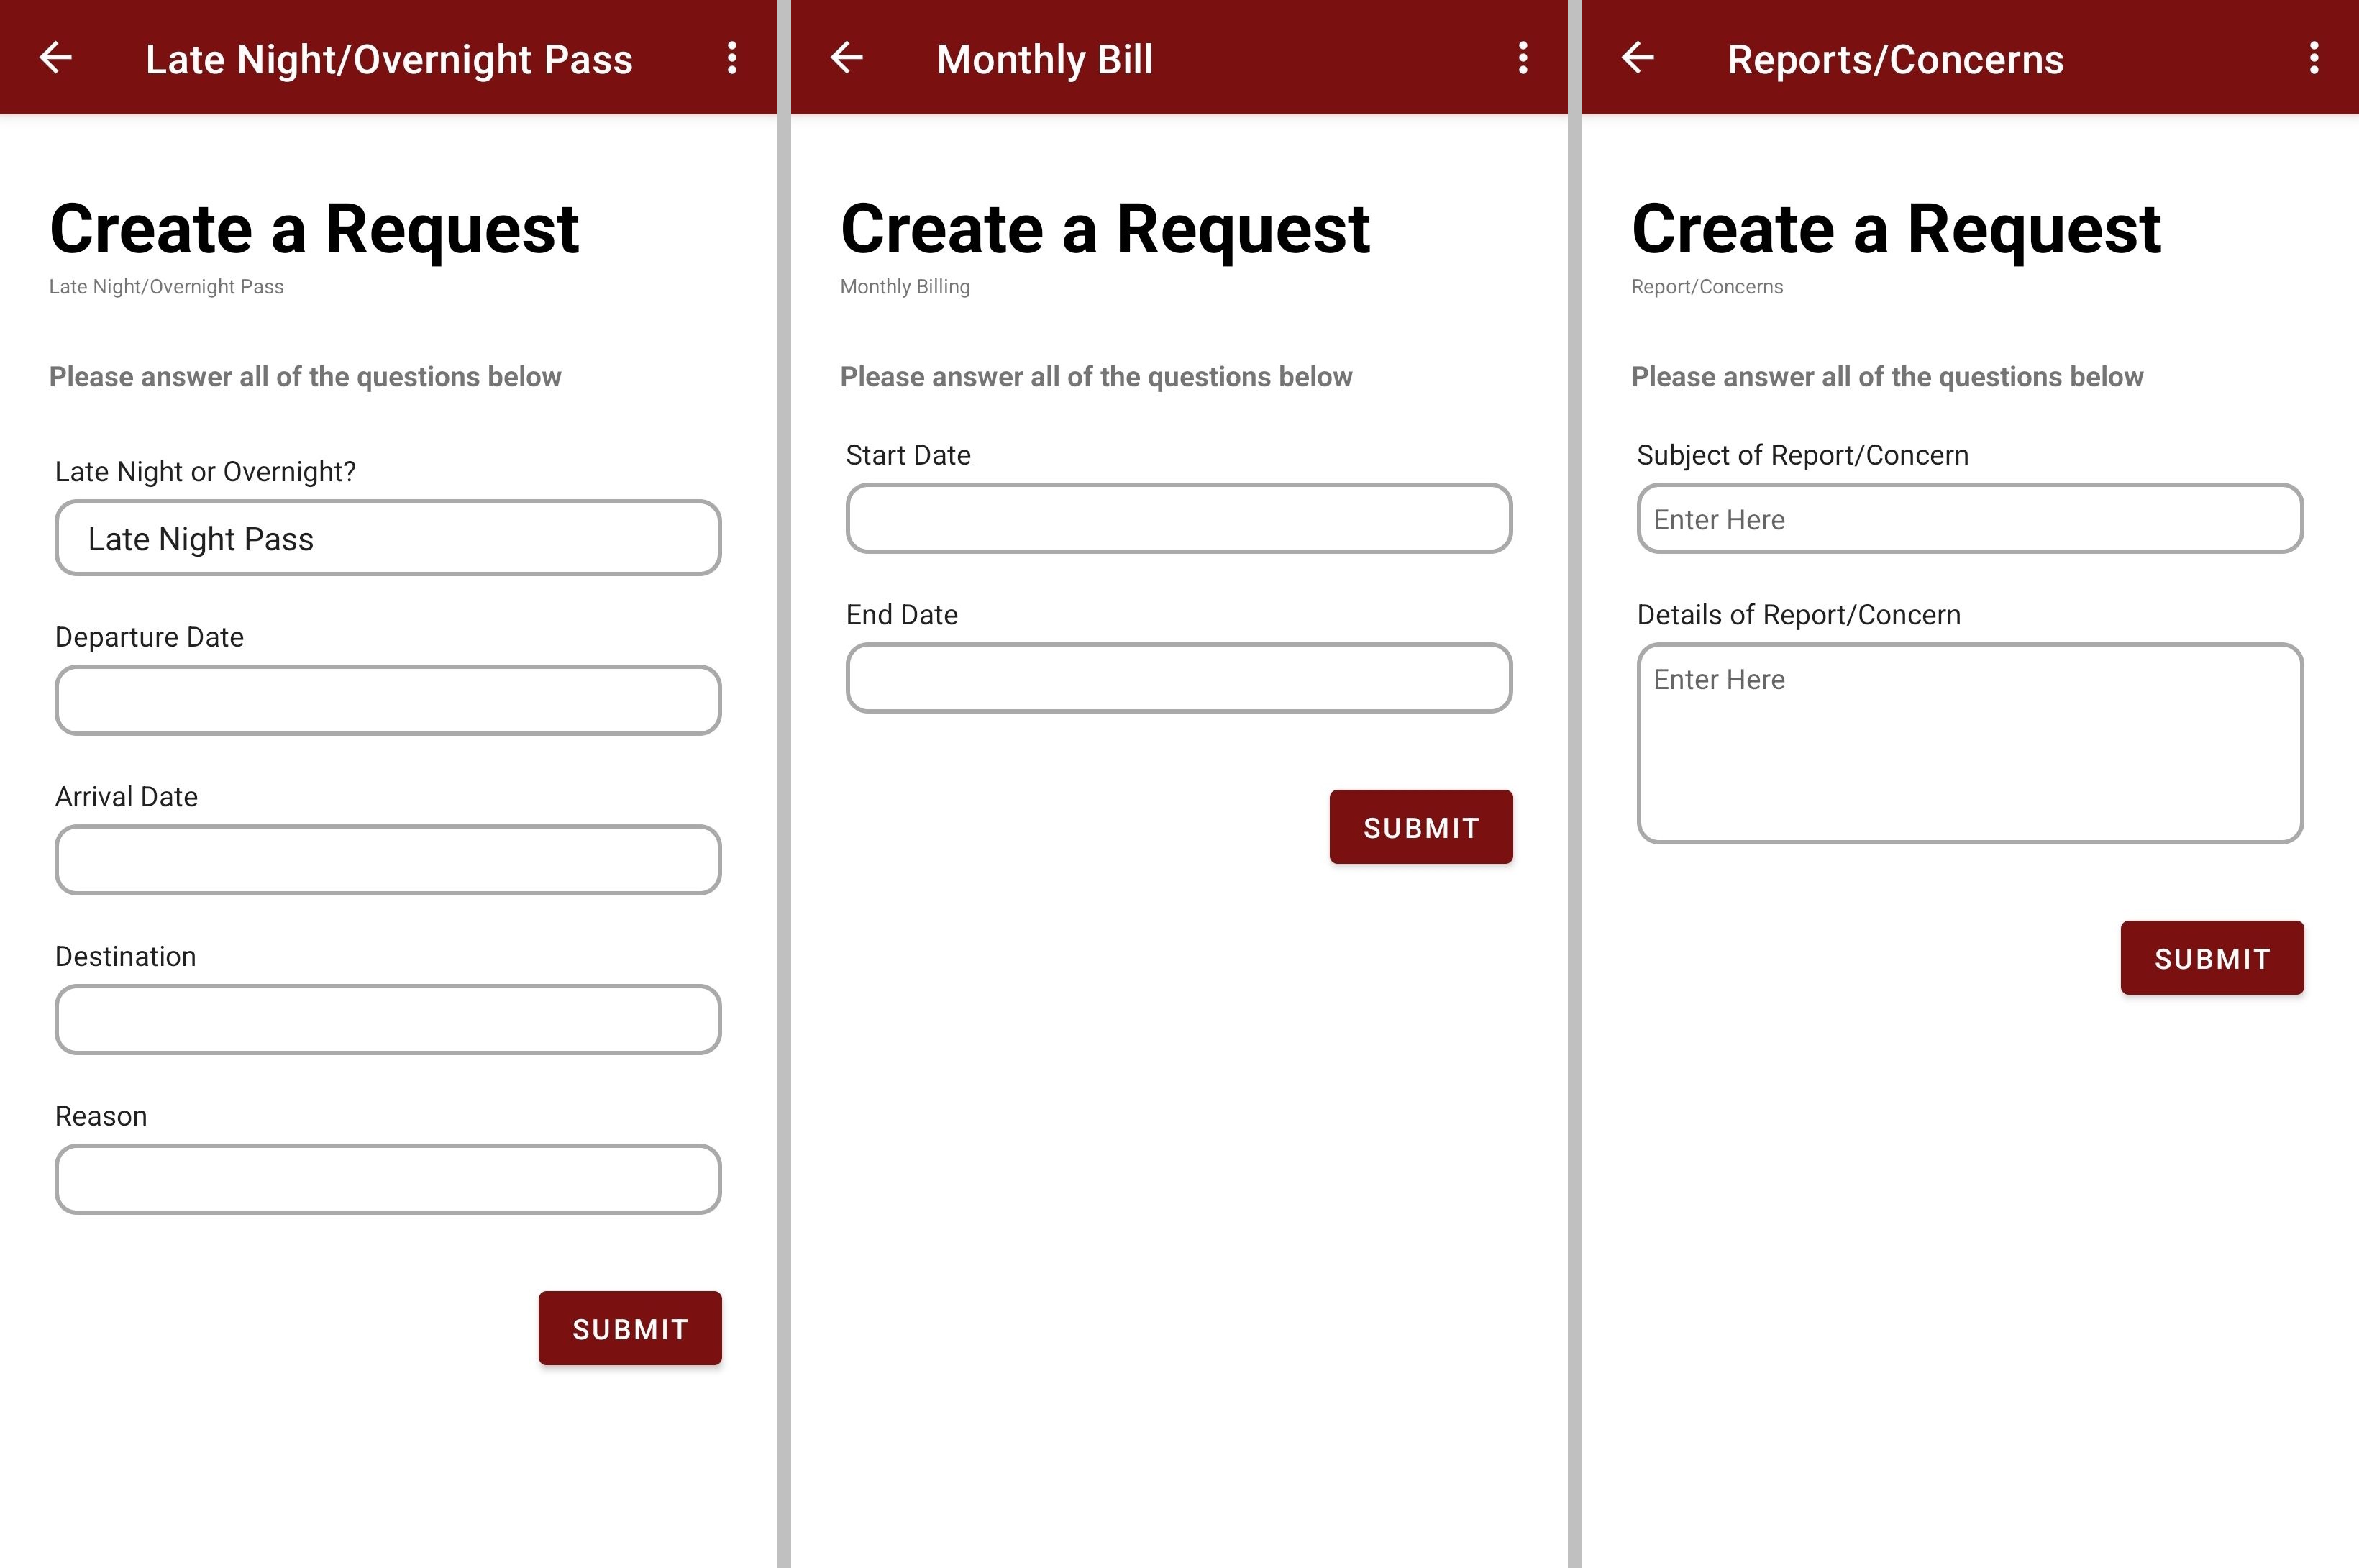 Late Night/Overnight Pass
Create a Request
Late Night/Overnight Pass
Please answer all of the questions below
Late Night or Overnight?
Late Night Pass
Departure Date
Arrival Date
Destination
Reason
SUBMIT
Monthly Bill
Create a Request
Monthly Billing
Please answer all of the questions below
Start Date
End Date
SUBMIT
Reports/Concerns
Create a Request
Report/Concerns
Please answer all of the questions below
Subject of Report/Concern
Enter Here
Details of Report/Concern
Enter Here
SUBMIT